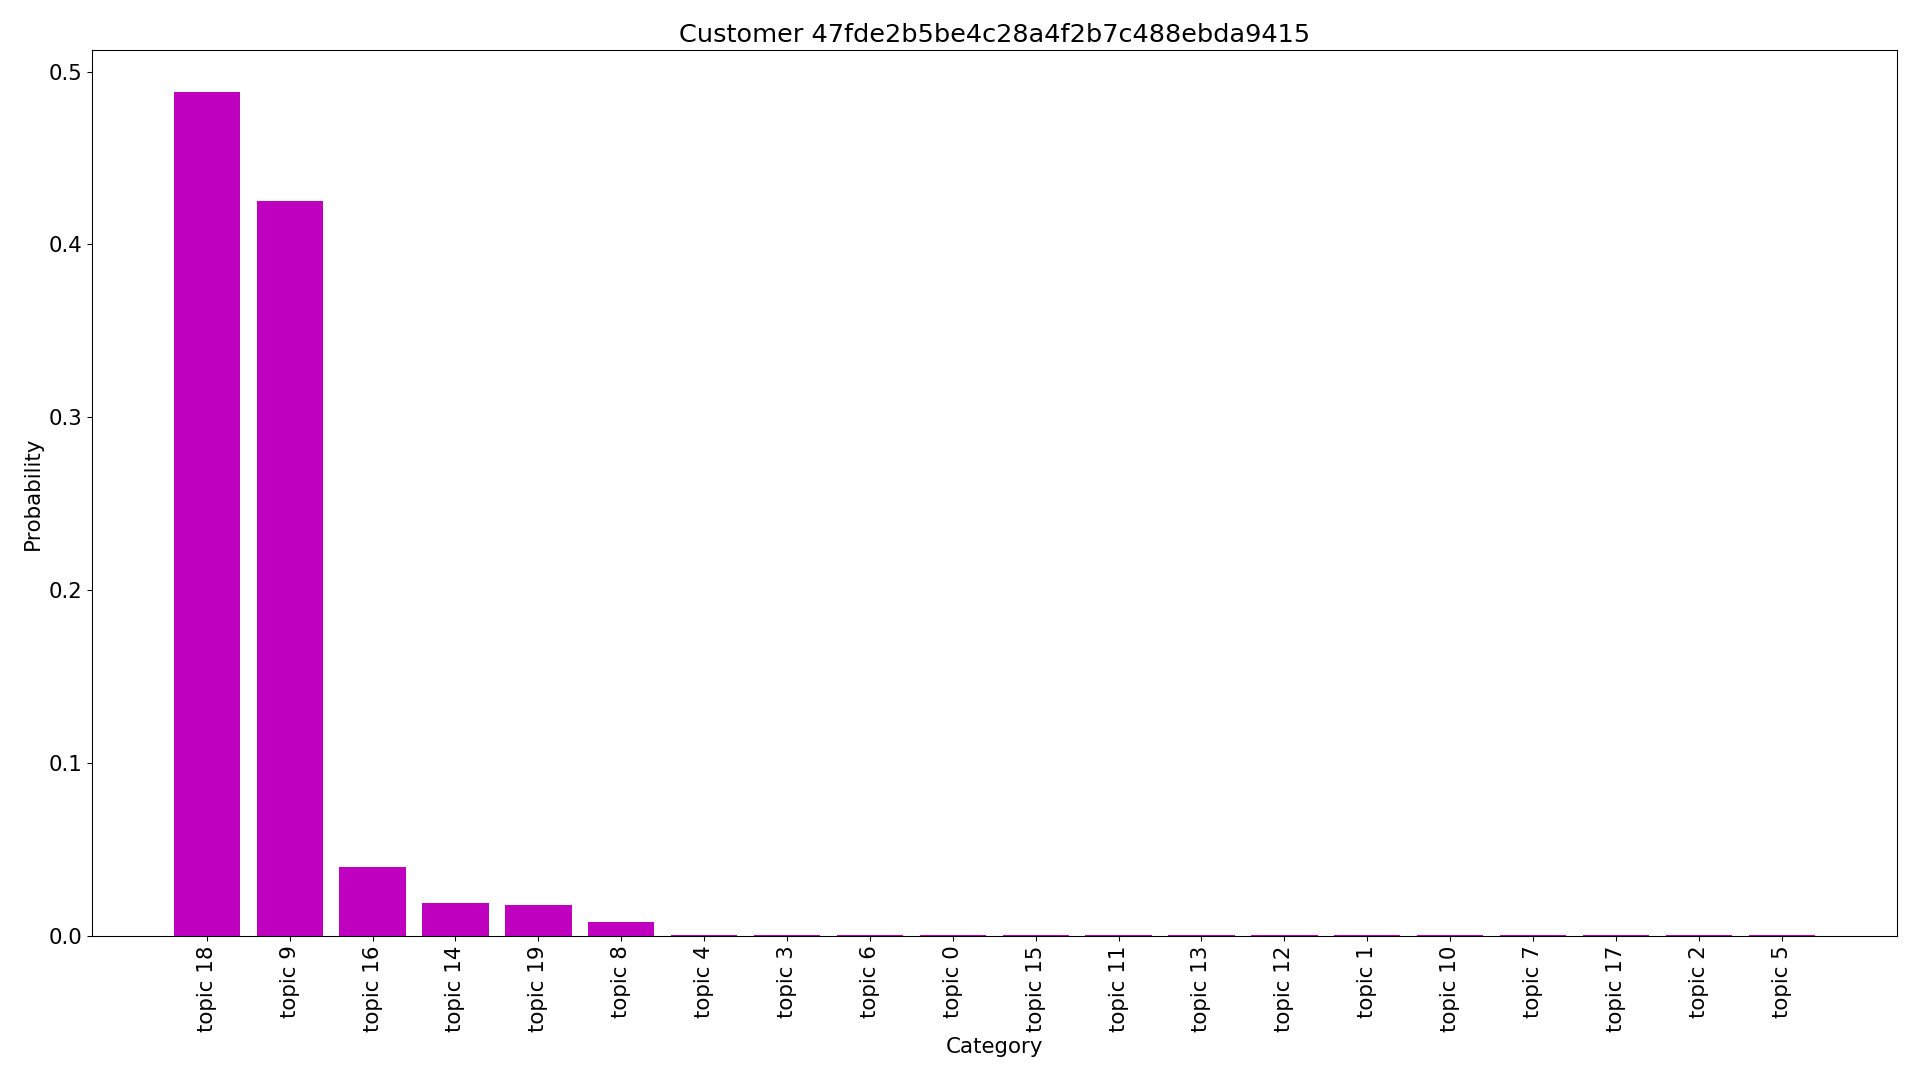 Customer 47fde2b5be4c28a4f2b7c488ebda9415
0.5
0.4
0.3
0.2
0.1
0.0
Probability
topic 18
topic 9
topic 16
topic 14
topic 19
topic 8
topic 4
topic 3
topic 6
topic 0
topic 15
topic 11
topic 13
topic 12
topic 1
topic 10
topic 7
topic 17
topic 2
topic 5
Category